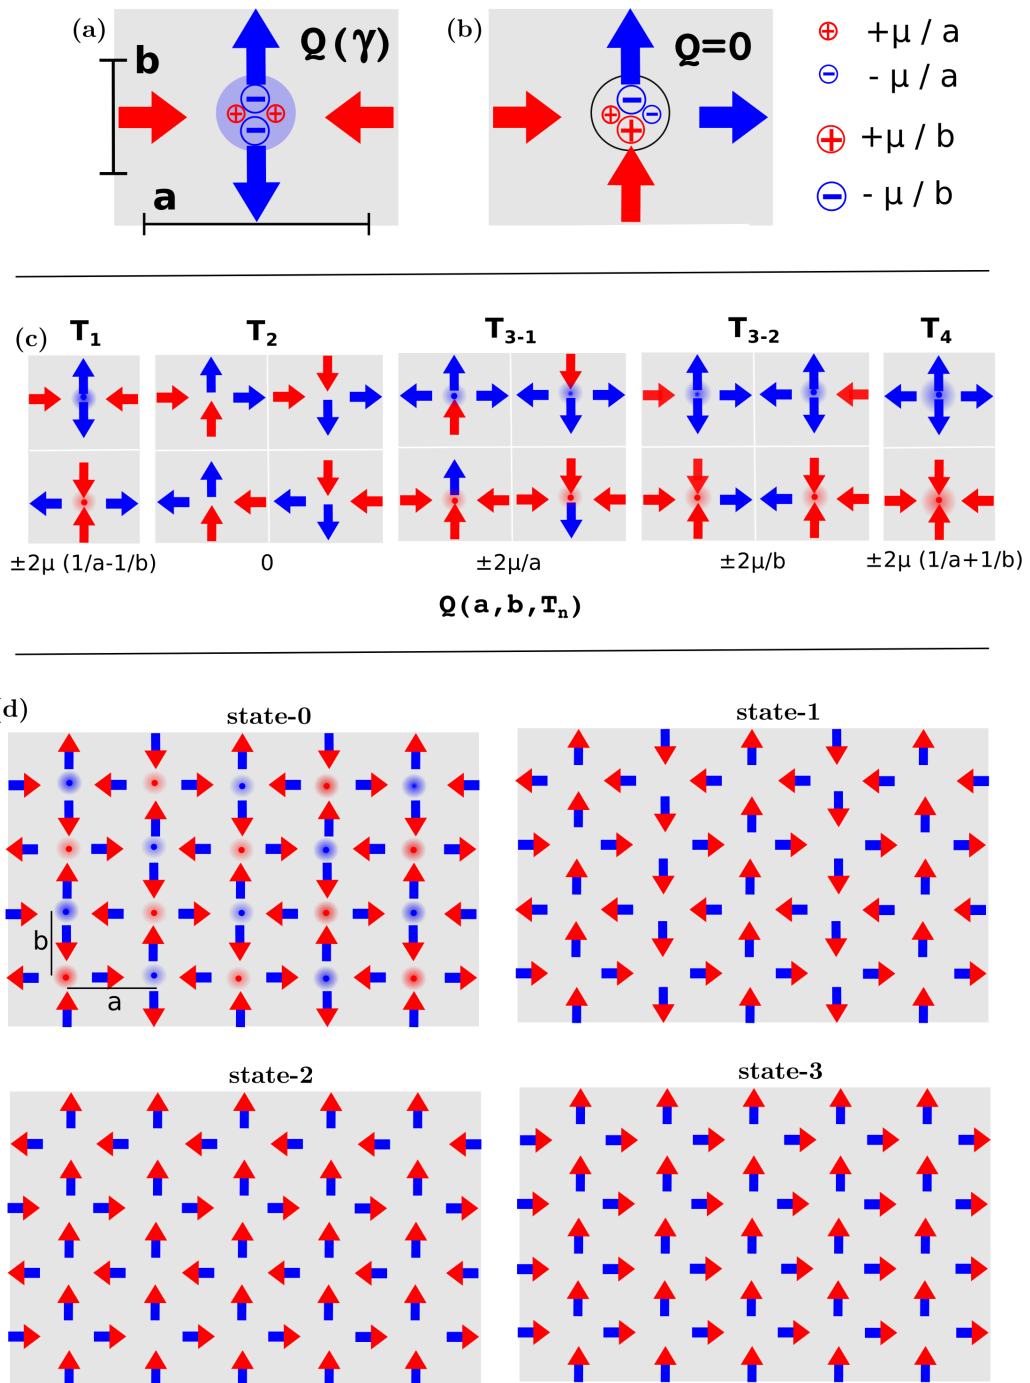 (a)
Q(γ)
b
a
(b)
Q=0
+μ / a
- μ / a
+μ / b
- μ / b
(c)
T1 T2 T3-1 T3-2 T4
±2μ (1/a-1/b) 0 ±2μ/a ±2μ/b ±2μ (1/a+1/b)
Q(a,b,Tn)
(d)
state-0 state-1
b
a
state-2 state-3